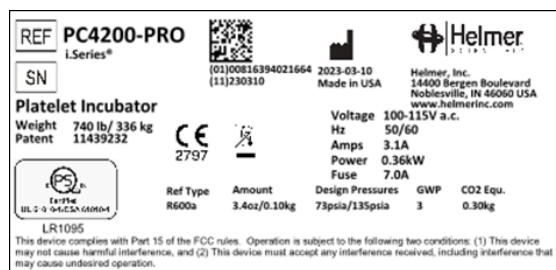 REF PC4200-PRO
i.Series®
SN
(01)00816394021664
(11)230310
2023-03-10
Made in USA
Helmer
Helmer, Inc.
14400 Bergen Boulevard
Noblesville, IN 46060 USA
www.helmerinc.com
Platelet Incubator
Weight 740 lb/ 336 kg
Patent 11439232
CE
2797
Voltage 100-115V a.c.
Hz 50/60
Amps 3.1A
Power 0.36kW
Fuse 7.0A
PS
Certified
LR1095
Ref Type Amount Design Pressures GWP CO2 Equ.
R600a 3.4oz/0.10kg 73psia/135psia 3 0.30kg
This device complies with Part 15 of the FCC rules. Operation is subject to the following two conditions: (1) This device
may not cause harmful interference, and (2) This device must accept any interference received, including interference that
may cause undesired operation.